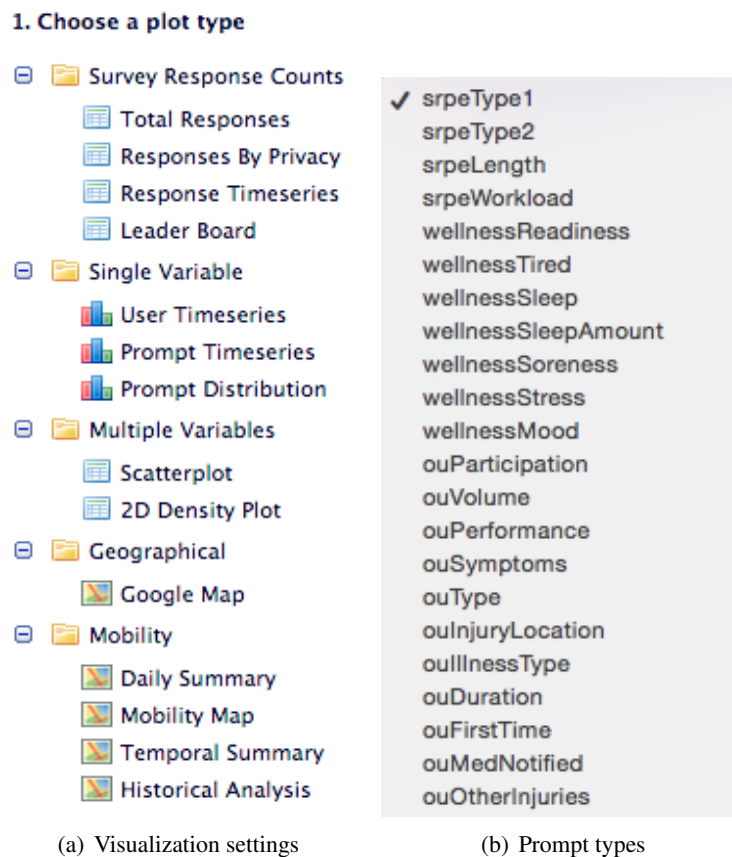 1. Choose a plot type
Survey Response Counts
Total Responses
Responses By Privacy
Response Timeseries
Leader Board
Single Variable
User Timeseries
Prompt Timeseries
Prompt Distribution
Multiple Variables
Scatterplot
2D Density Plot
Geographical
Google Map
Mobility
Daily Summary
Mobility Map
Temporal Summary
Historical Analysis
(a) Visualization settings
✓ srpeType1
srpeType2
srpeLength
srpeWorkload
wellnessReadiness
wellnessTired
wellnessSleep
wellnessSleepAmount
wellnessSoreness
wellnessStress
wellnessMood
ouParticipation
ouVolume
ouPerformance
ouSymptoms
ouType
ouInjuryLocation
ouIllnessType
ouDuration
ouFirstTime
ouMedNotified
ouOtherInjuries
(b) Prompt types